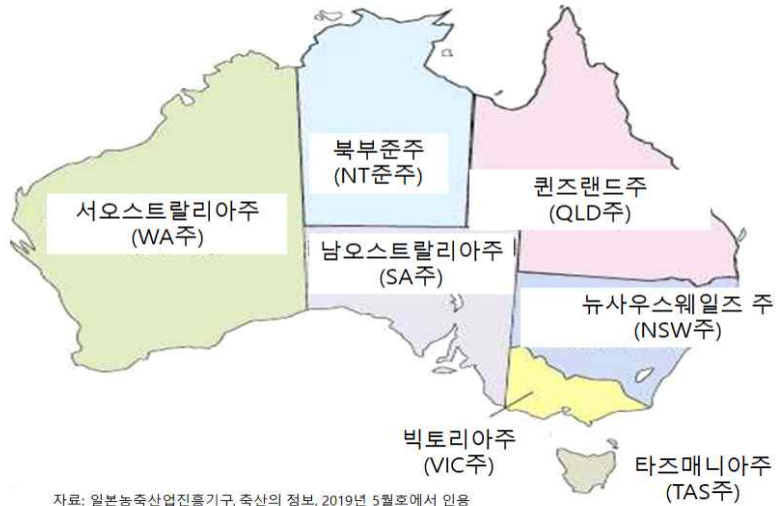 북부준주
(NT준주)
퀸즈랜드주
(QLD주)
서오스트랄리아주
(WA주)
남오스트랄리아주
(SA주)
뉴사우스웨일즈 주
(NSW주)
빅토리아주
(VIC주)
타즈매니아주
(TAS주)
자료: 일본농축산업진흥기구, 축산의 정보, 2019년 5월호에서 인용